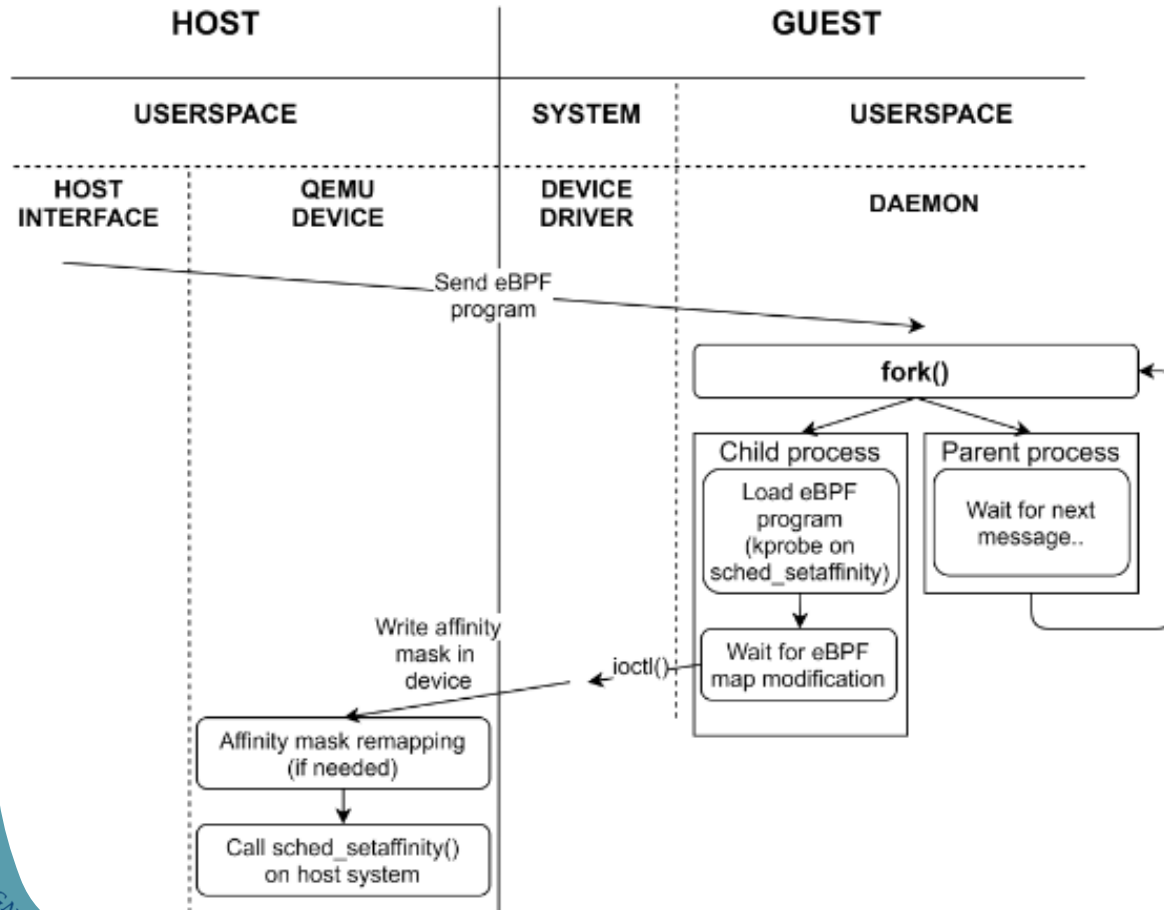 HOST
GUEST
USERSPACE
SYSTEM
USERSPACE
HOST
INTERFACE
QEMU
DEVICE
DEVICE
DRIVER
DAEMON
Send eBPF
program
fork()
Child process
Parent process
Load eBPF
program
(kprobe on
sched_setaffinity)
Wait for next
message..
Write affinity
mask in
device
ioctl()
Wait for eBPF
map modification
Affinity mask remapping
(if needed)
Call sched_setaffinity()
on host system